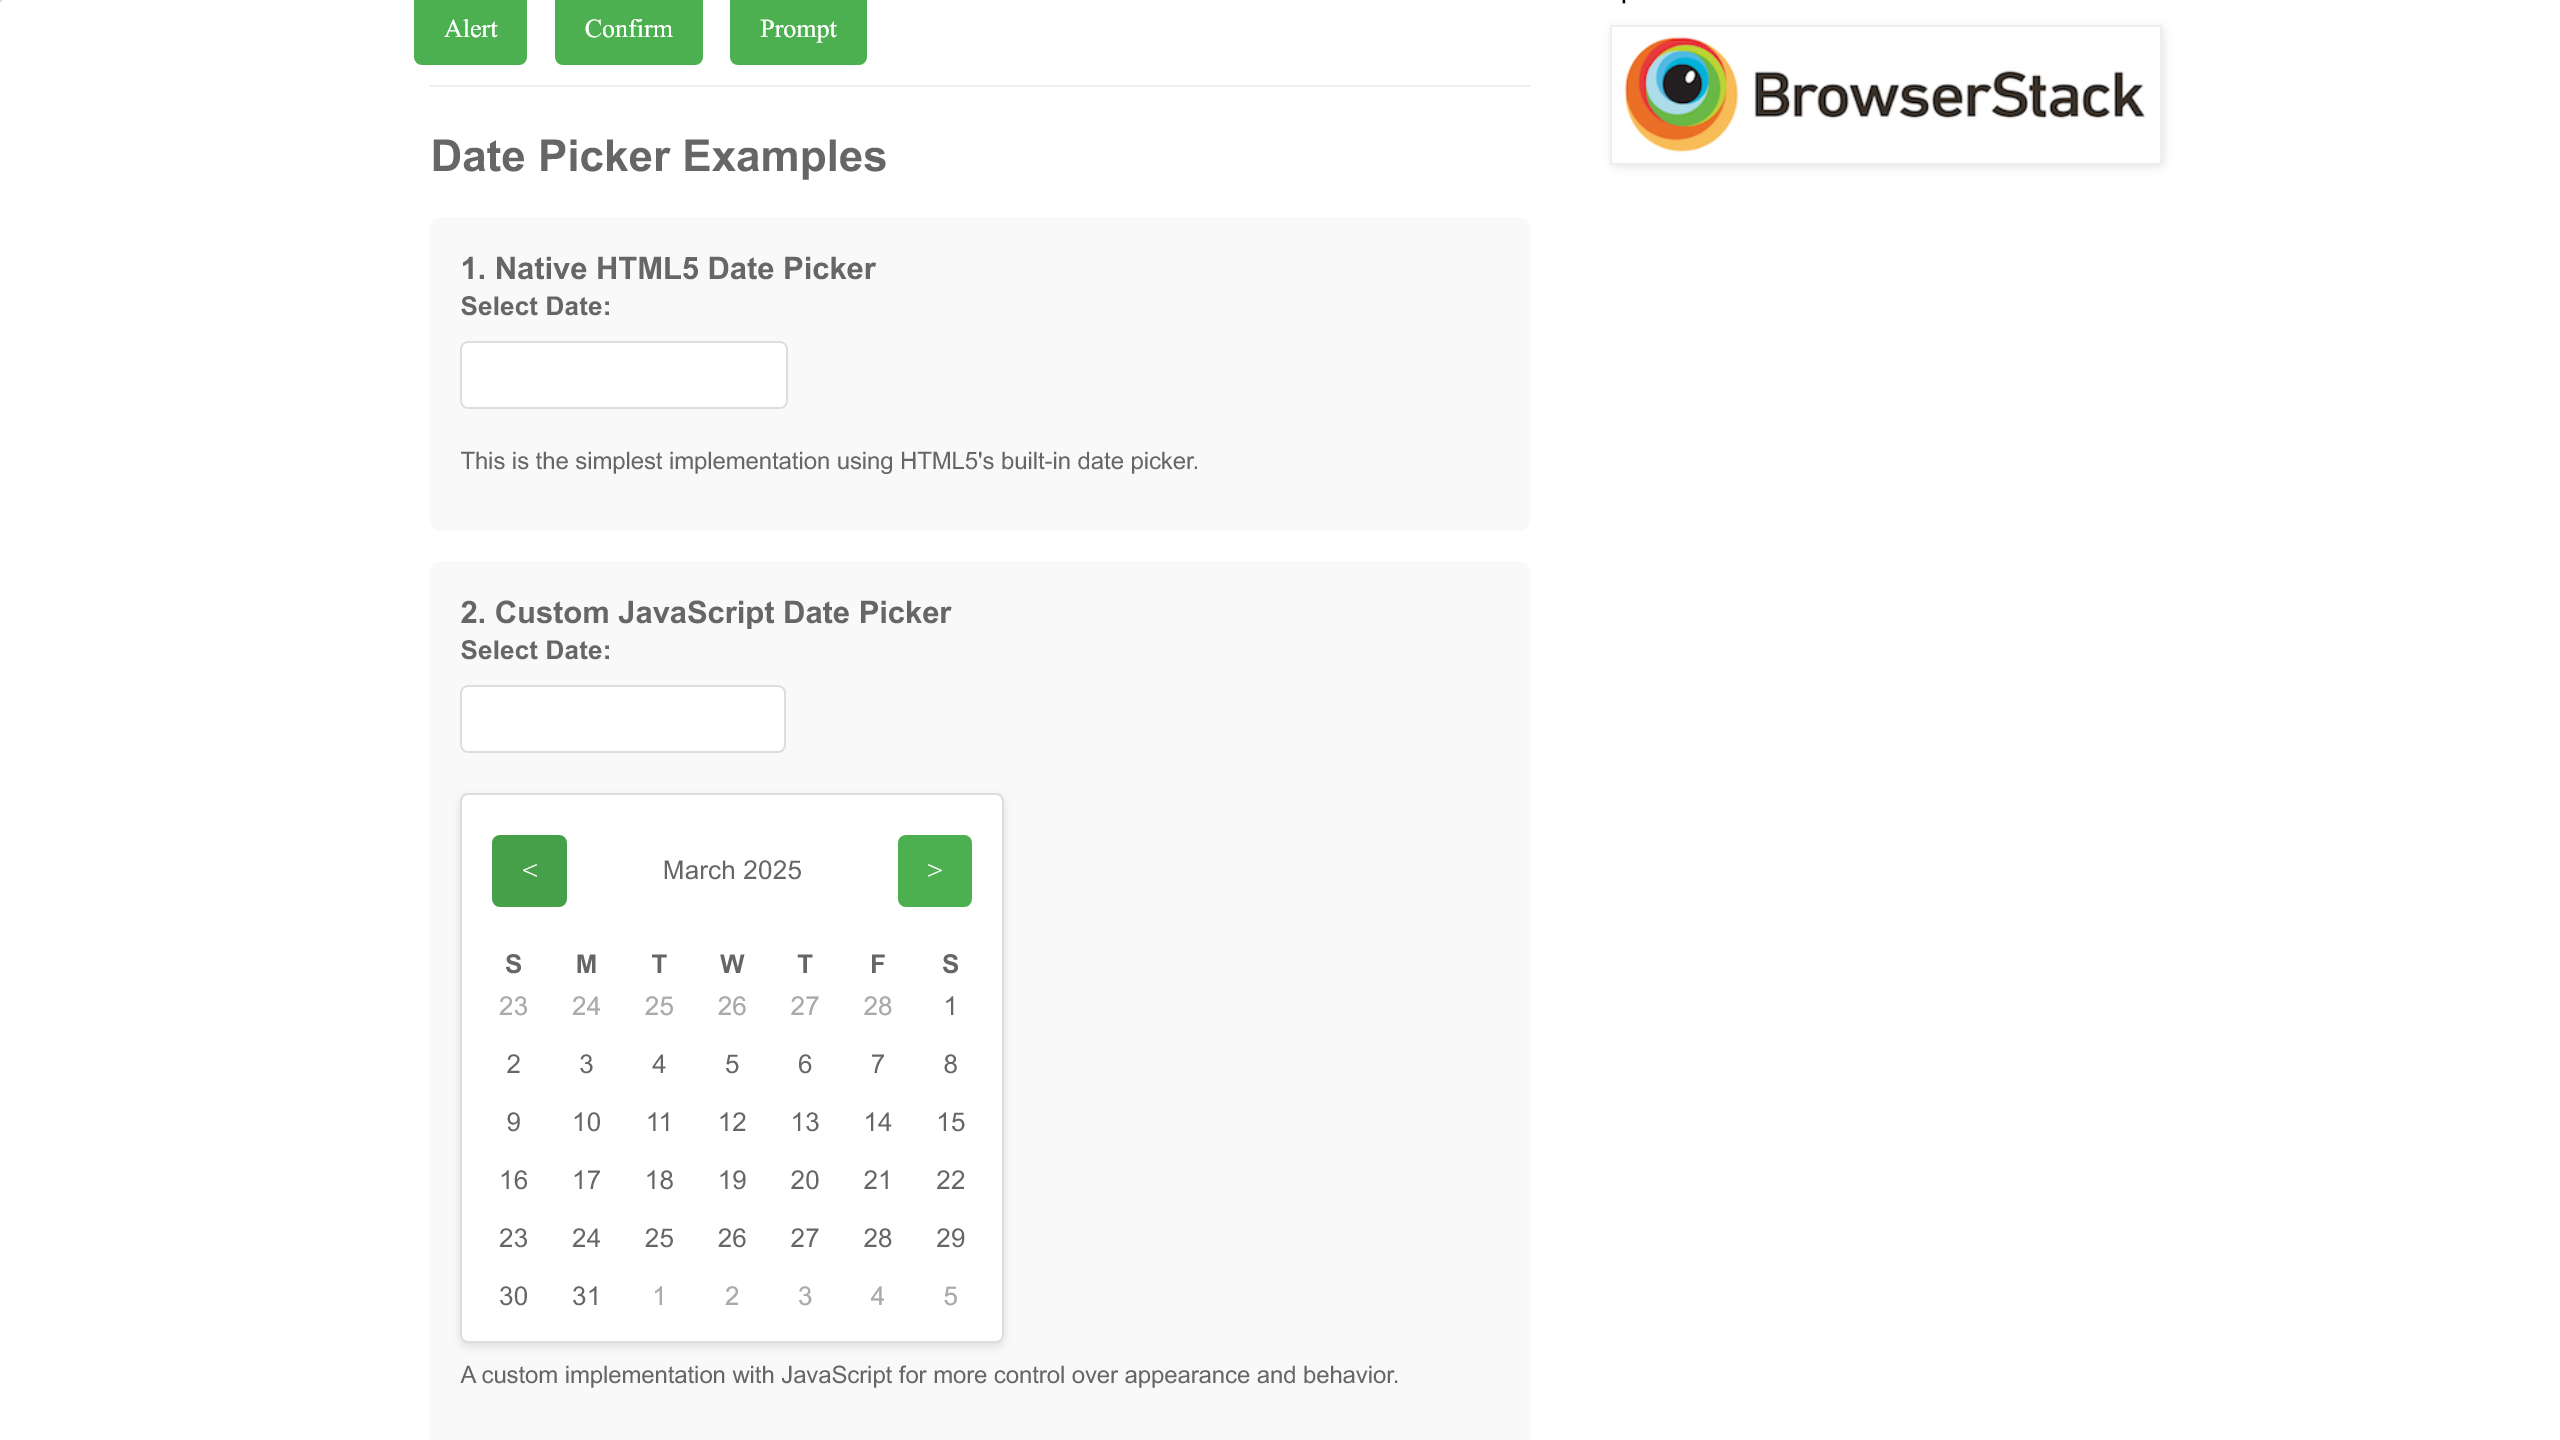 Alert Confirm Prompt
BrowserStack
Date Picker Examples
1. Native HTML5 Date Picker
Select Date:
This is the simplest implementation using HTML5's built-in date picker.
2. Custom JavaScript Date Picker
Select Date:
< March 2025 >
S M T W T F S
23 24 25 26 27 28 1
2 3 4 5 6 7 8
9 10 11 12 13 14 15
16 17 18 19 20 21 22
23 24 25 26 27 28 29
30 31 1 2 3 4 5
A custom implementation with JavaScript for more control over appearance and behavior.